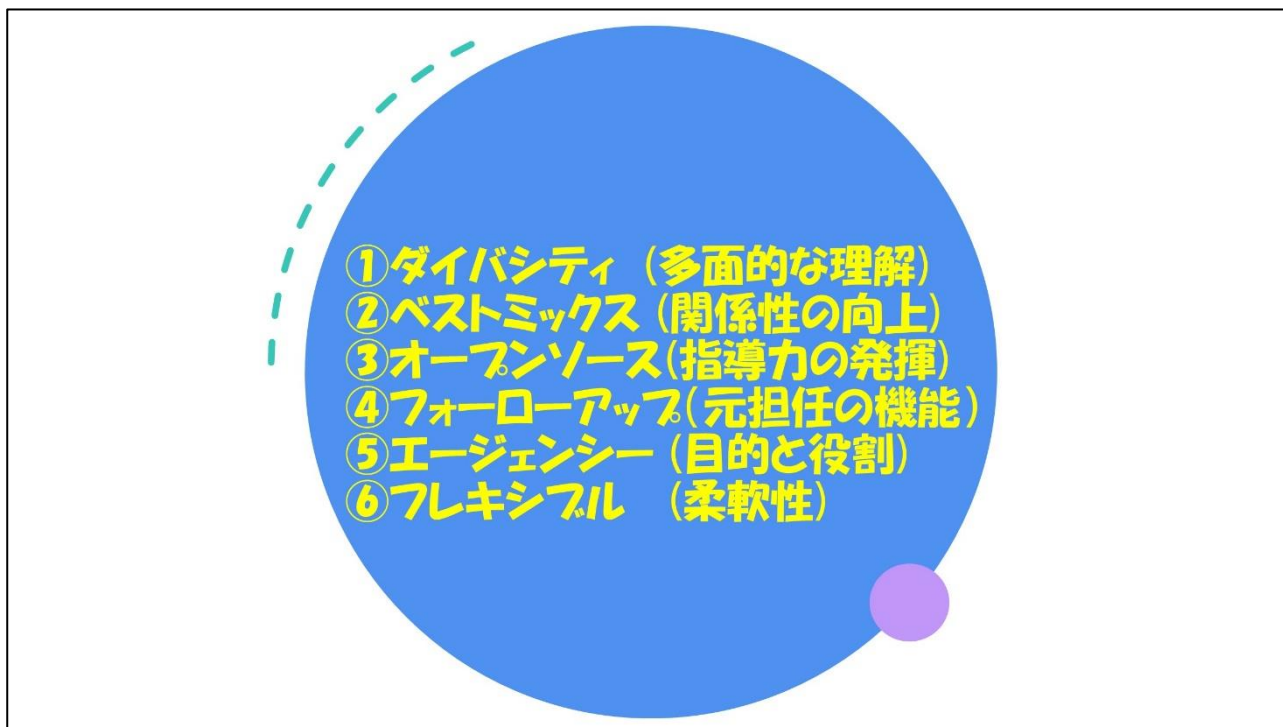 ①ダイバシティ (多面的な理解)
②ベストミックス (関係性の向上)
③オープンソース(指導力の発揮)
④フォーローアップ(元担任の機能)
⑤エージェンシー (目的と役割)
⑥フレキシブル (柔軟性)